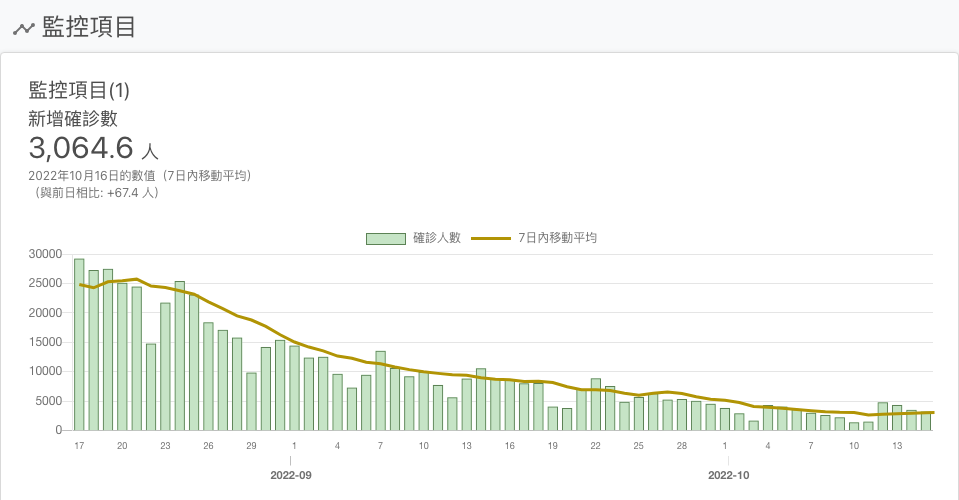 監控項目
監控項目(1)
新增確診數
3,064.6 人
2022年10月16日的數值（7日內移動平均）
（與前日相比: +67.4 人）
確診人數 7日內移動平均
30000
25000
20000
15000
10000
5000
0
17 20 23 26 29 1 4 7 10 13 16 19 22 25 28 1 4 7 10 13
2022-09 2022-10